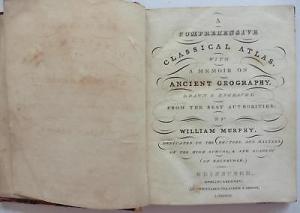 A
COMPREHENSIVE
CLASSICAL ATLAS,
WITH
A MEMOIR ON
ANCIENT GEOGRAPHY,
DRAWN & ENGRAVED
FROM THE BEST AUTHORITIES;
BY
WILLIAM MURPHY.
DEDICATED TO THE RECTORS, AND MASTERS
OF THE HIGH SCHOOL, & NEW ACADEMY
(OF EDINBURGH.)
EDINBURGH,